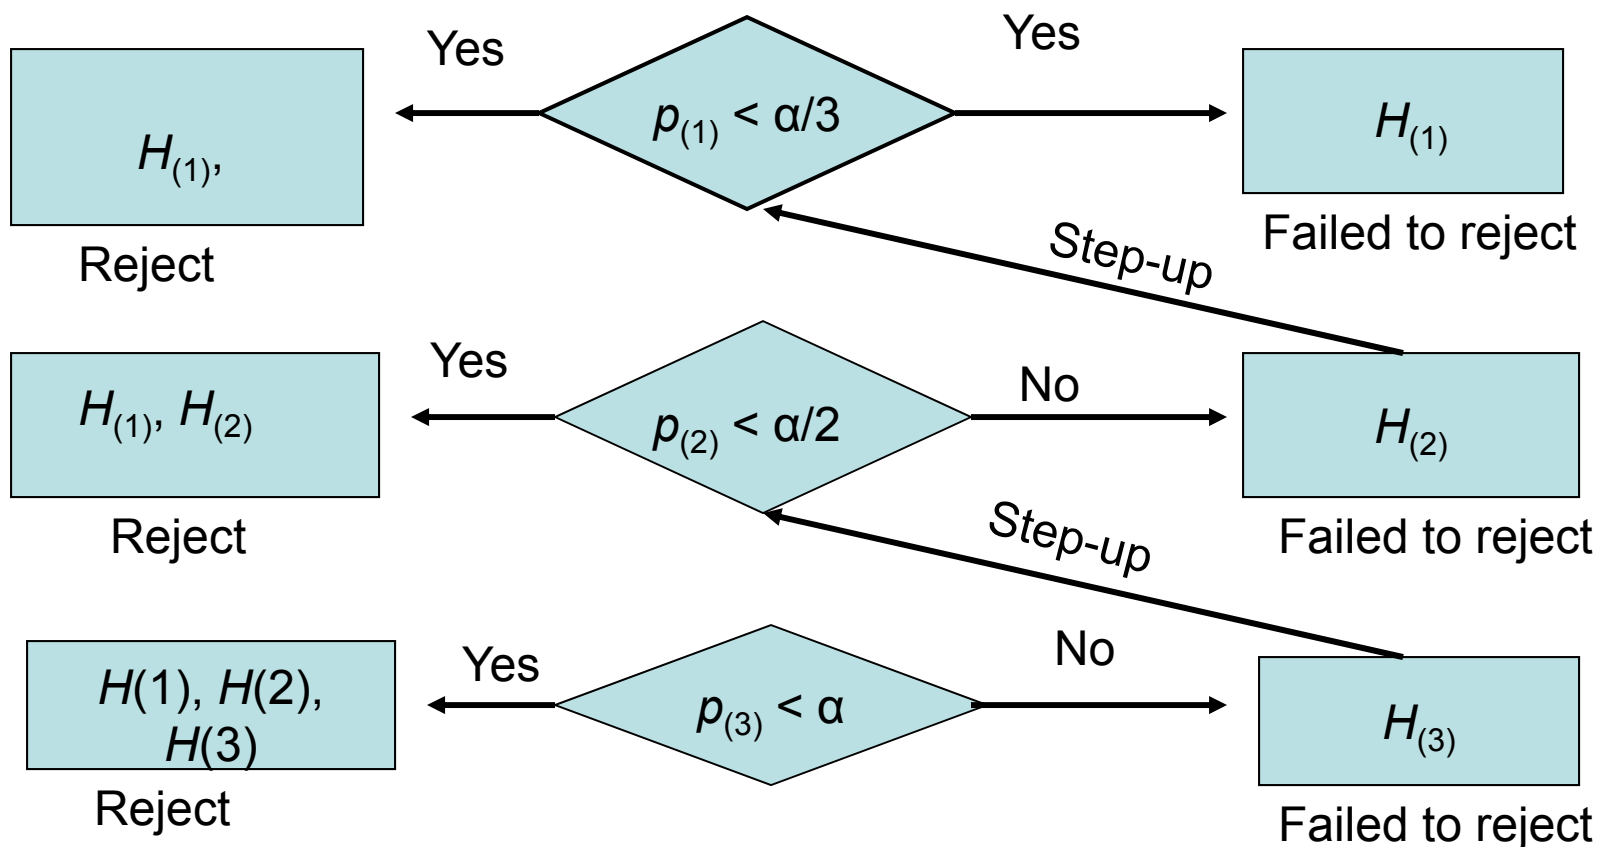 Yes
Yes
p(1) < α/3
H(1),
H(1)
Reject
Failed to reject
Step-up
Yes
No
H(1), H(2)
p(2) < α/2
H(2)
Reject
Failed to reject
Step-up
Yes
No
H(1), H(2),
H(3)
p(3) < α
H(3)
Reject
Failed to reject